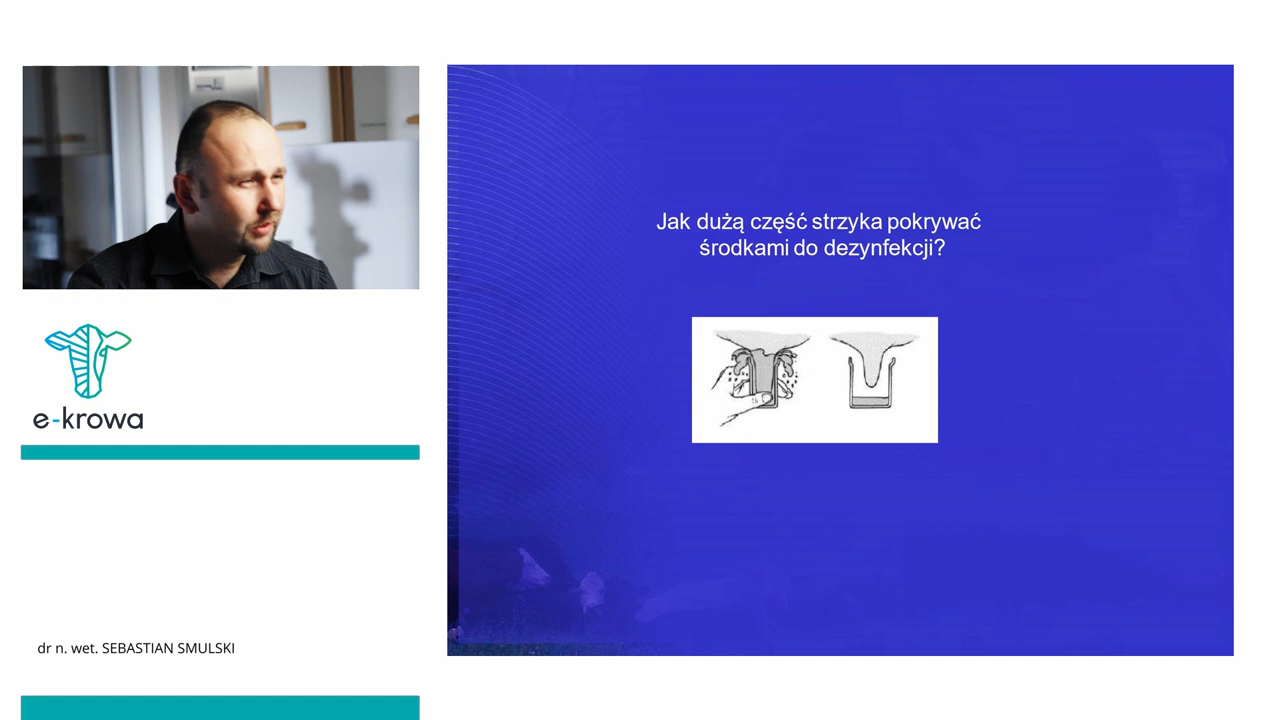 Jak dużą część strzyka pokrywać
środkami do dezynfekcji?
e-krowa
dr n. wet. SEBASTIAN SMULSKI